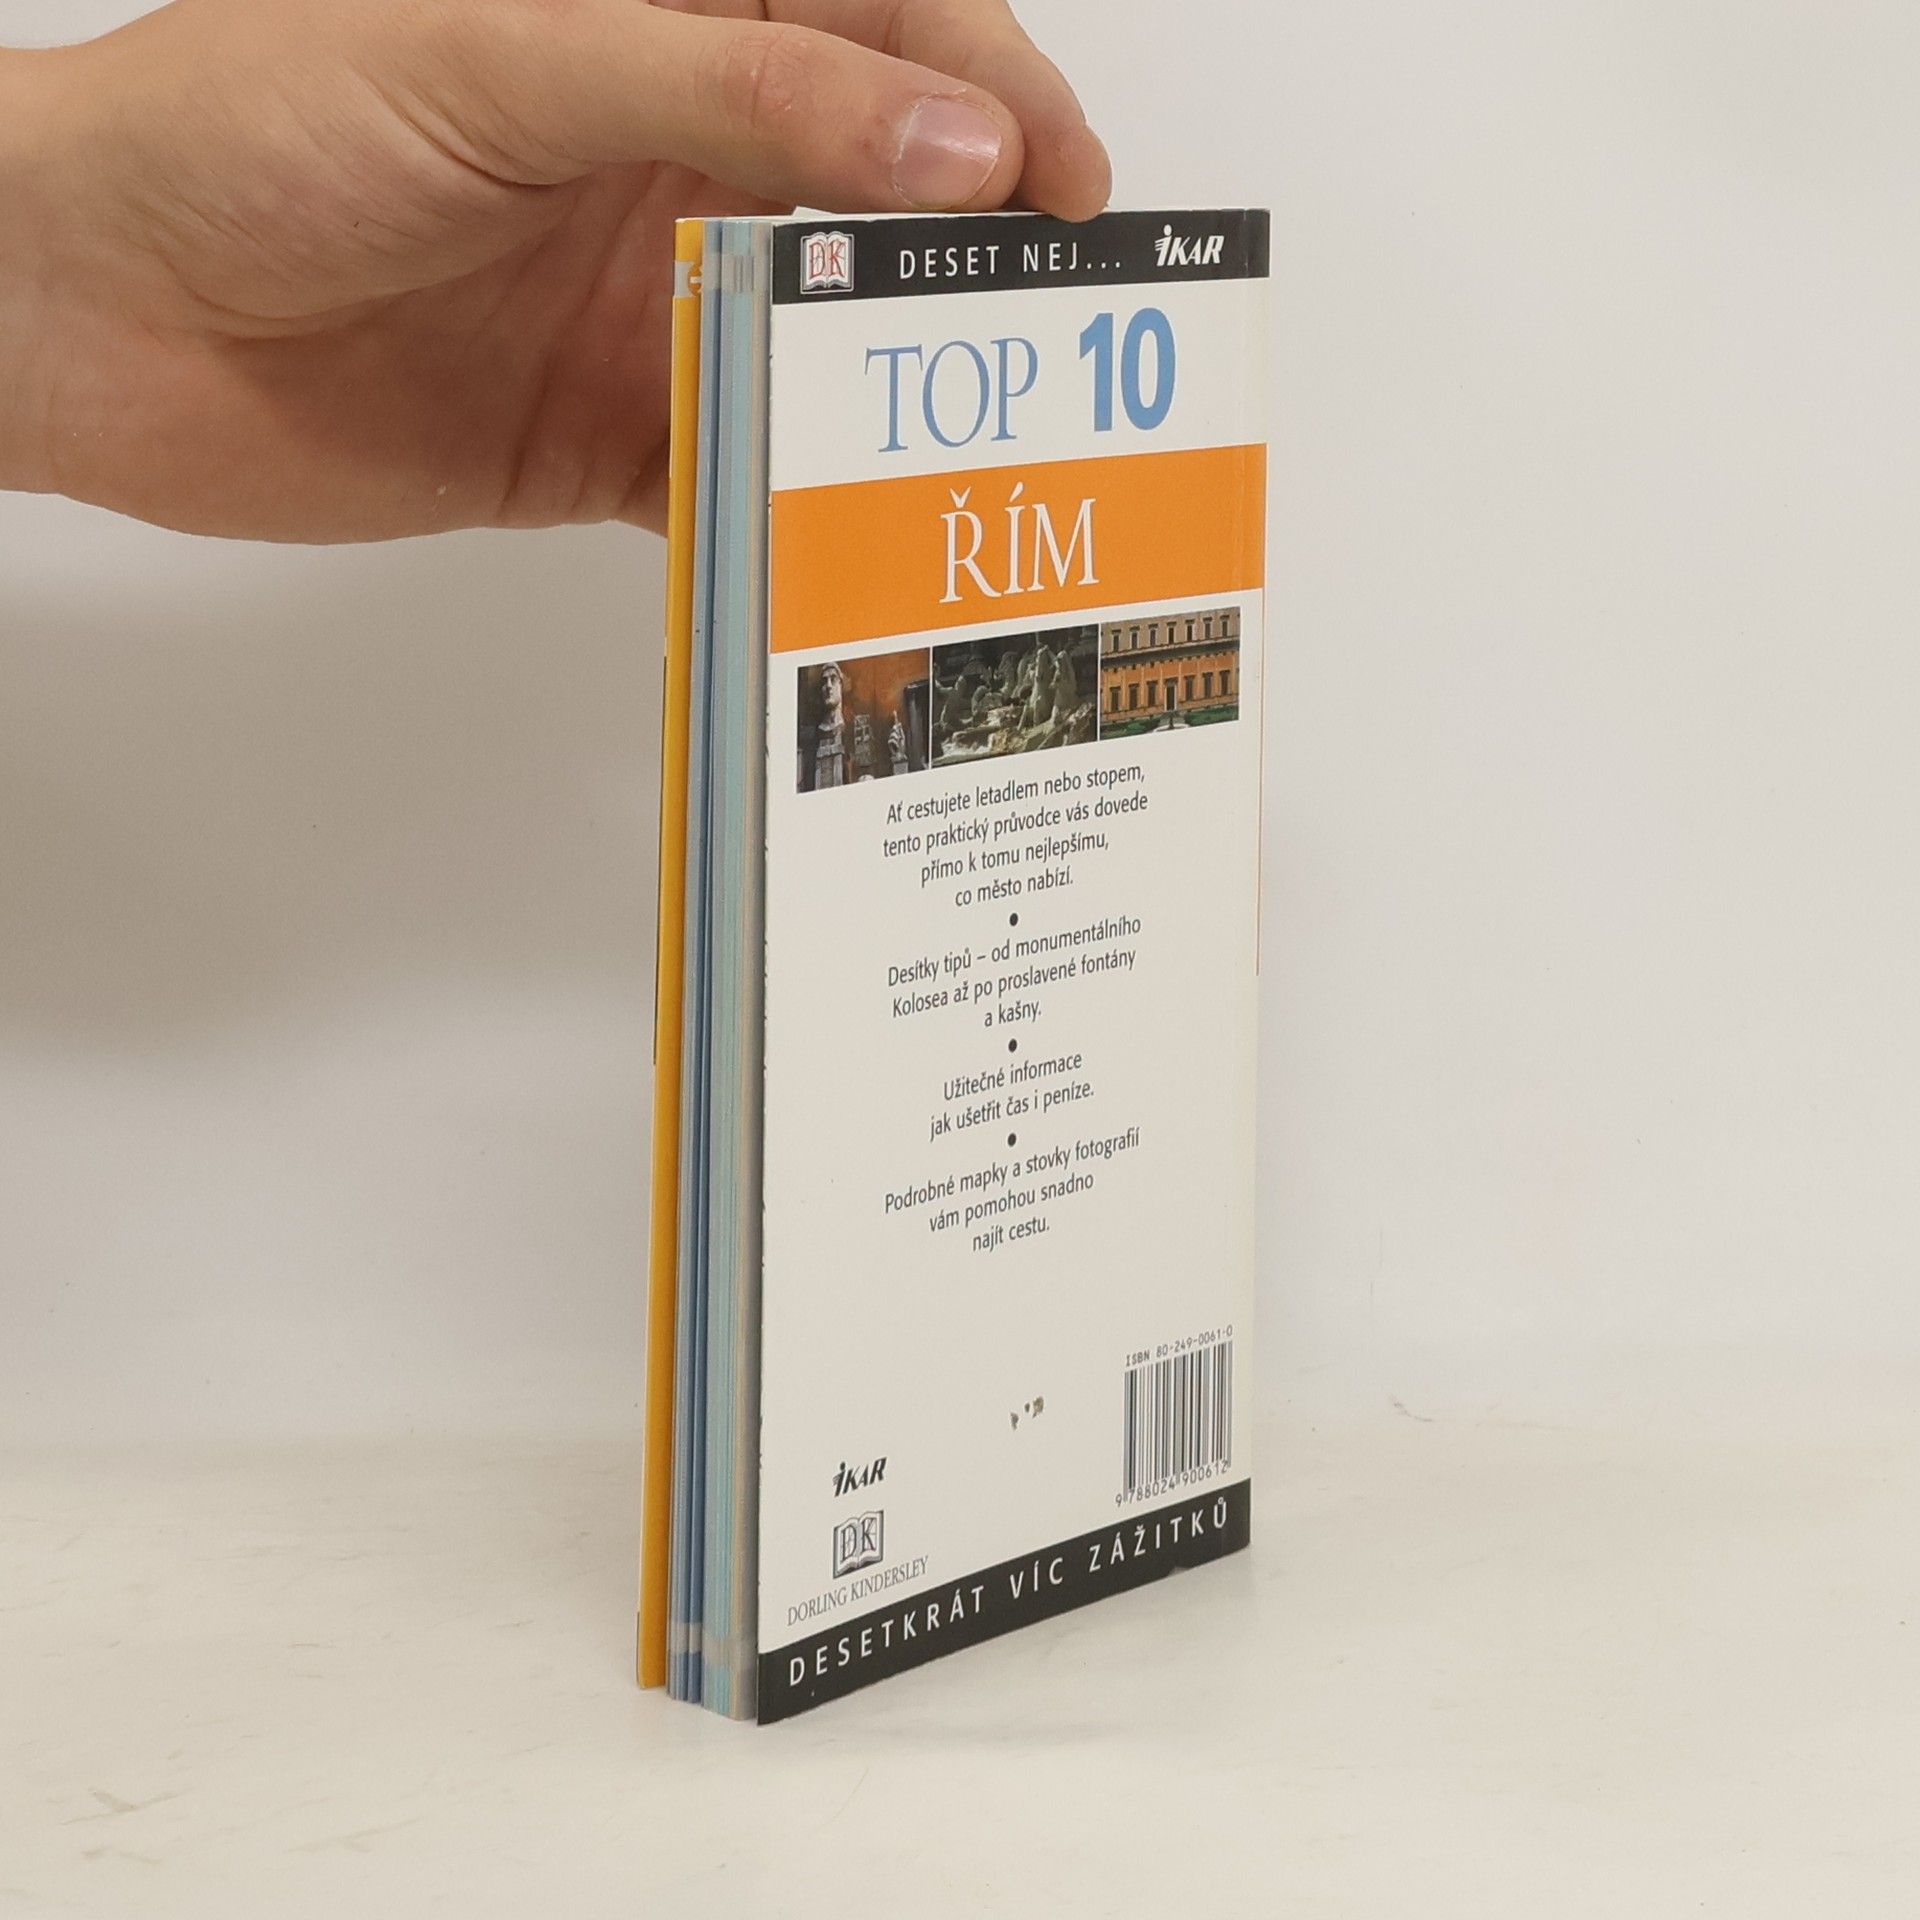 DK DESET NEJ... iKAR
TOP 10
ŘÍM
Ať cestujete letadlem nebo stopem,
tento praktický průvodce vás dovede
přímo k tomu nejlepšímu,
co město nabízí.
●
Desítky tipů – od monumentálního
Kolosea až po proslavené fontány
a kašny.
●
Užitečné informace
jak ušetřit čas i peníze.
●
Podrobné mapky a stovky fotografií
vám pomohou snadno
najít cestu.
ISBN 80-249-0061-0
9 788024 900612
iKAR
DK
DORLING KINDERSLEY
DESETKRÁT VÍC ZÁŽITKŮ